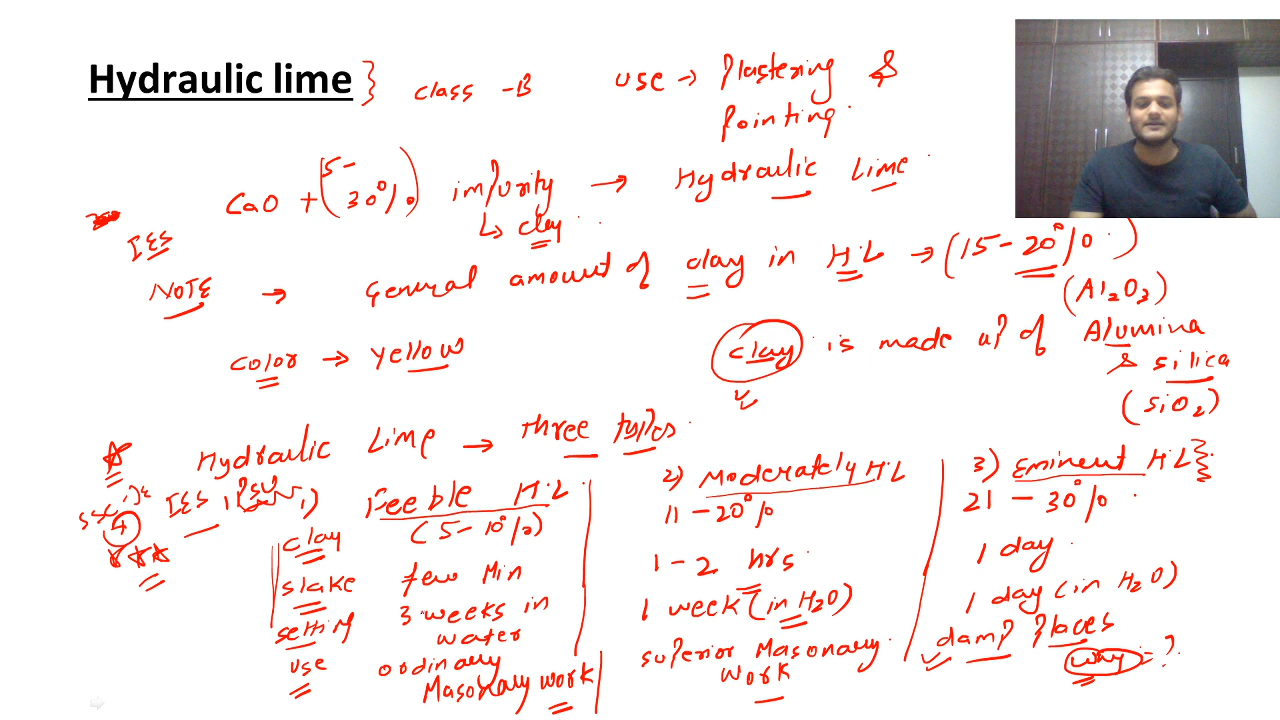 Hydraulic lime } class -B use → Plastering &
Pointing
CaO + (5 - 30%) impurity → Hydraulic Lime
↳ clay
IES
NOTE → General amount of clay in H.L → (15 - 20%)
(Al2O3)
color → yellow
clay is made up of Alumina
& silica
(SiO2)
Hydraulic Lime → three types
IES
1) Feeble H.L
(5 - 10%)
2) Moderately H.L
11 - 20%
3) Eminent H.L
21 - 30%
clay
slake few Min 1 - 2 hrs 1 day
setting 3 weeks in water 1 week (in H2O) 1 day (in H2O)
use oodinary Masonary work superior Masonary work damp places
why = ?